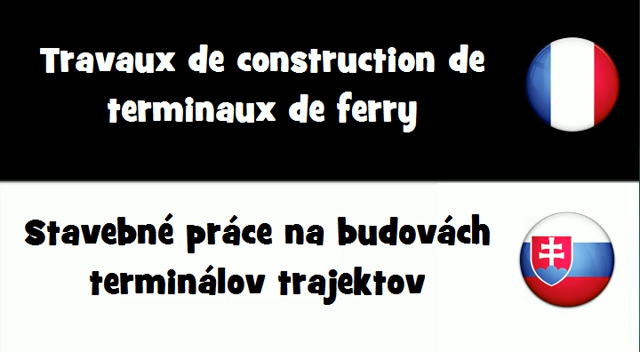 Travaux de construction de
terminaux de ferry
Stavebné práce na budovách
terminálov trajektov